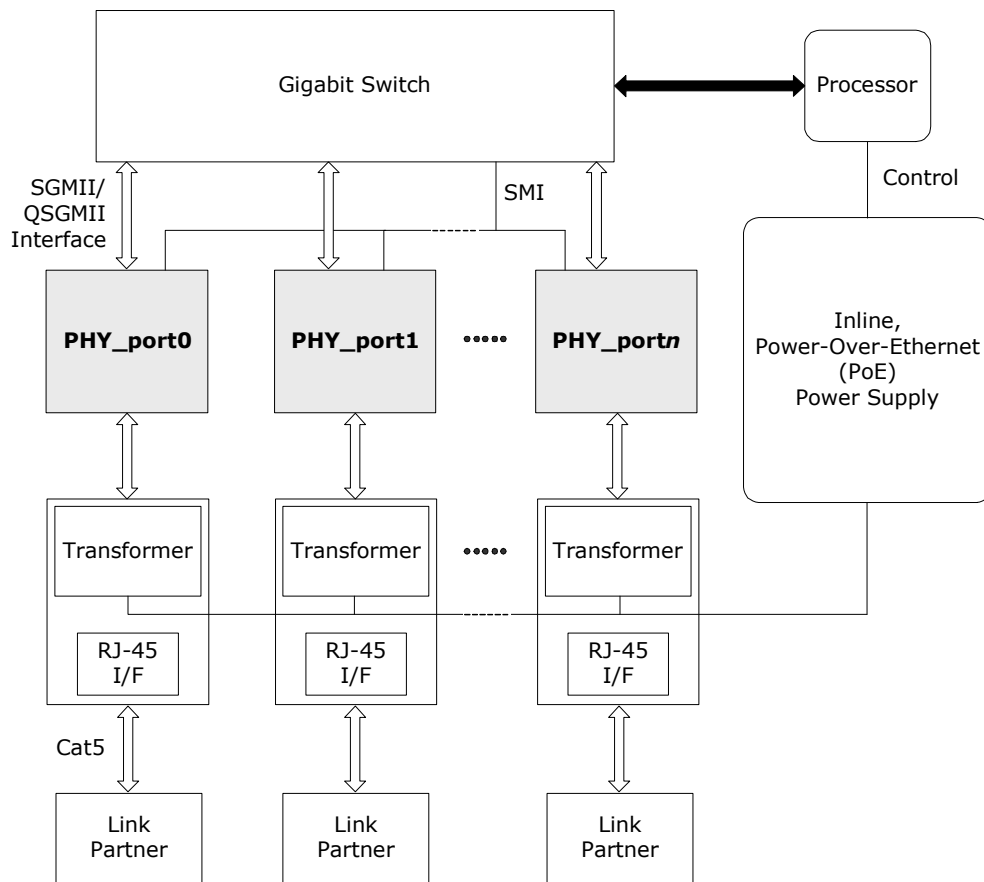 Gigabit Switch
Processor
SGMII/
QSGMII
Interface
SMI
Control
PHY_port0
PHY_port1
PHY_portn
Inline,
Power-Over-Ethernet
(PoE)
Power Supply
Transformer
Transformer
Transformer
RJ-45
I/F
RJ-45
I/F
RJ-45
I/F
Cat5
Link
Partner
Link
Partner
Link
Partner